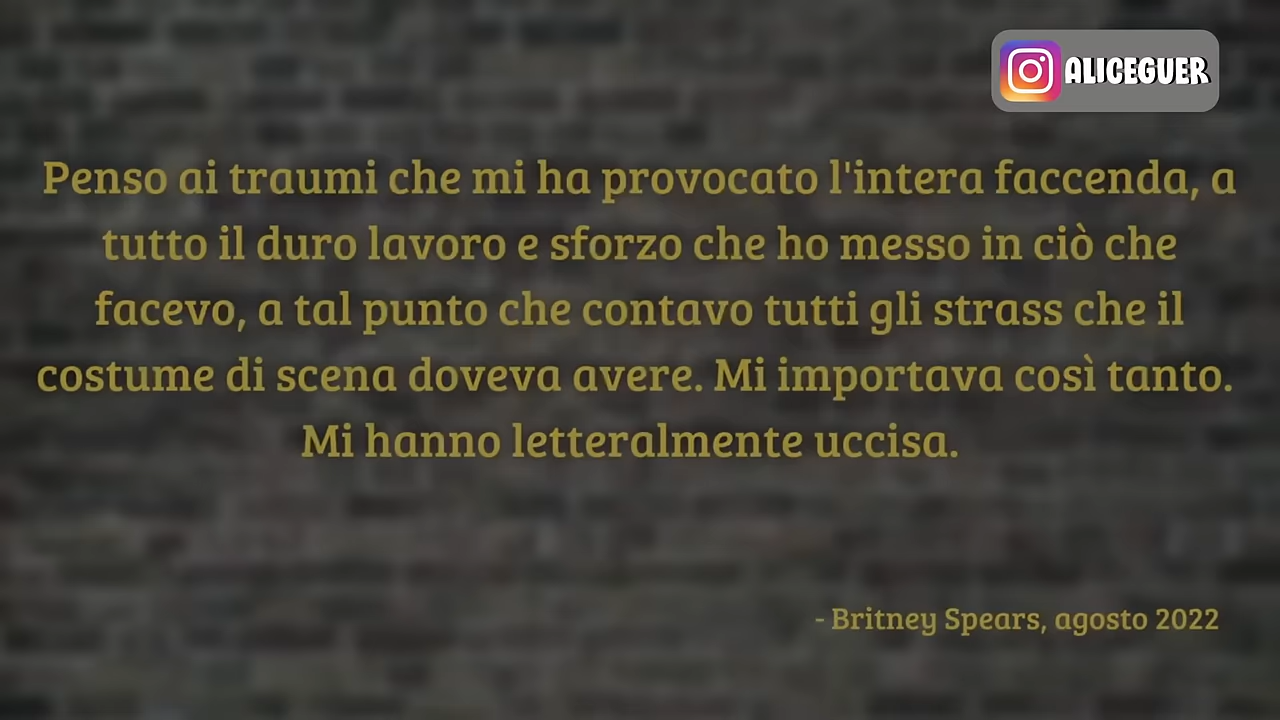 ALICEGUER
Penso ai traumi che mi ha provocato l'intera faccenda, a
tutto il duro lavoro e sforzo che ho messo in ciò che
facevo, a tal punto che contavo tutti gli strass che il
costume di scena doveva avere. Mi importava così tanto.
Mi hanno letteralmente uccisa.
- Britney Spears, agosto 2022